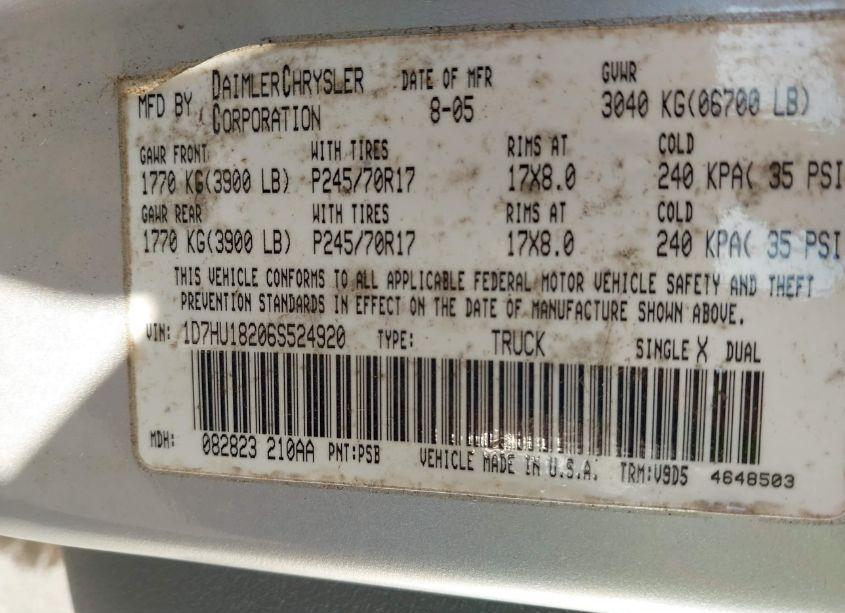 MFD BY DAIMLERCHRYSLER CORPORATION DATE OF MFR 8-05 GVWR 3040 KG(06700 LB)
GAWR FRONT WITH TIRES RIMS AT COLD
1770 KG(3900 LB) P245/70R17 17X8.0 240 KPA( 35 PSI
GAWR REAR WITH TIRES RIMS AT COLD
1770 KG(3900 LB) P245/70R17 17X8.0 240 KPA( 35 PSI
THIS VEHICLE CONFORMS TO ALL APPLICABLE FEDERAL MOTOR VEHICLE SAFETY AND THEFT
PREVENTION STANDARDS IN EFFECT ON THE DATE OF MANUFACTURE SHOWN ABOVE.
VIN: 1D7HU18206S524920 TYPE: TRUCK SINGLE X DUAL
MDH: 082823 210AA PNT:PSB VEHICLE MADE IN U.S.A. TRM:V9D5 4648503